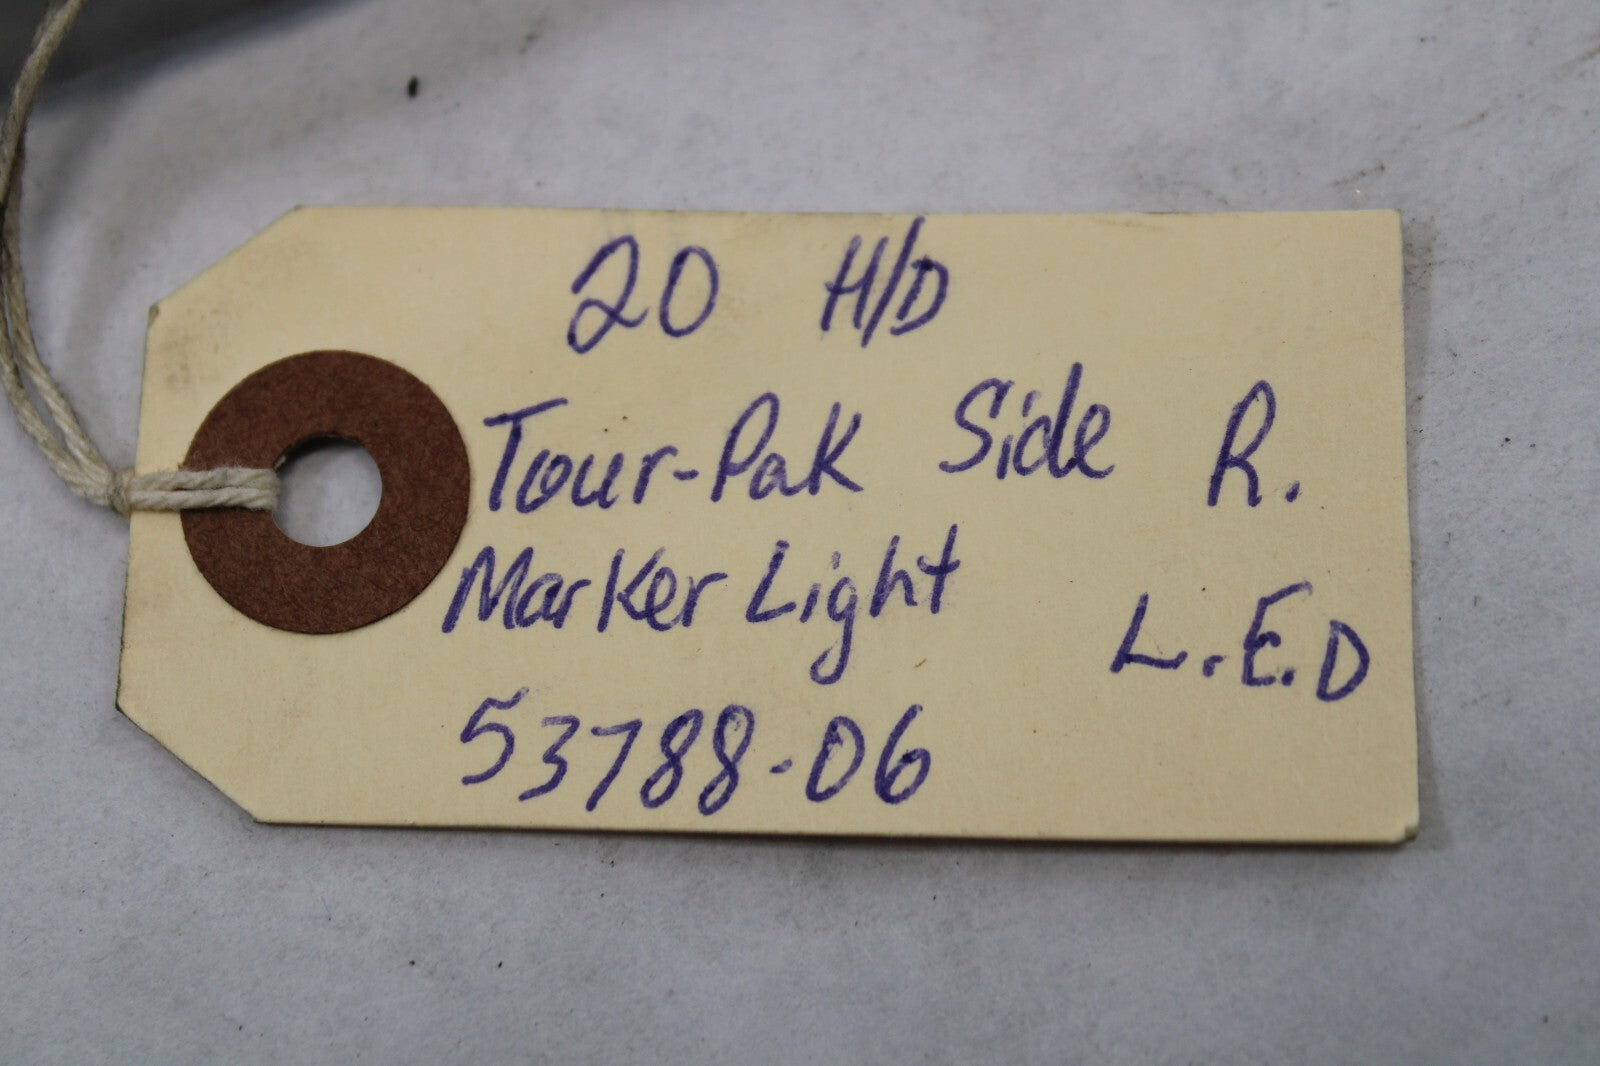 20 H/D
Tour-Pak Side R.
Marker Light L.E.D
53788-06